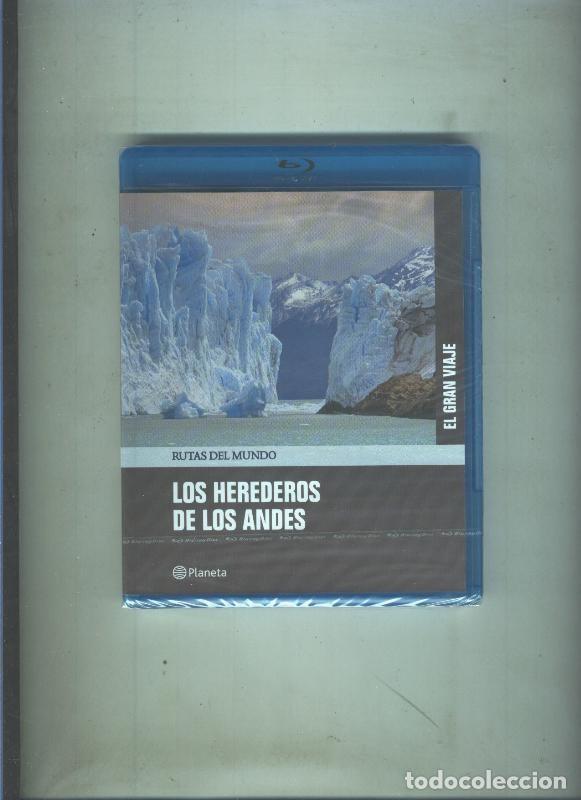 EL GRAN VIAJE
RUTAS DEL MUNDO
LOS HEREDEROS
DE LOS ANDES
Planeta
todocoleccion